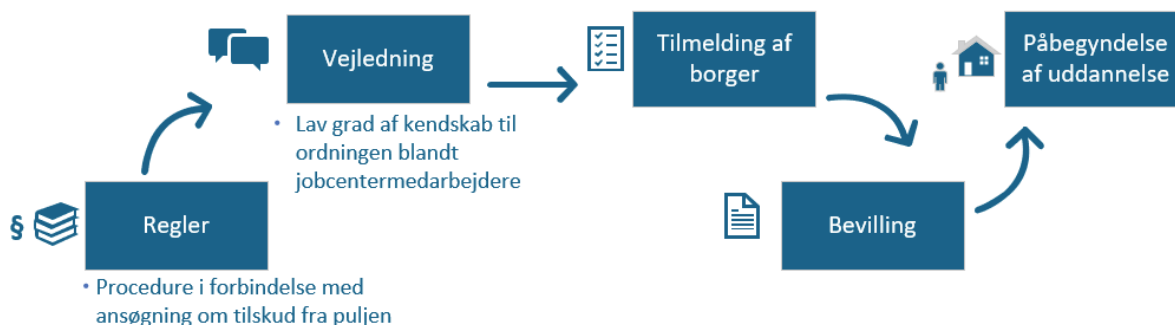 Vejledning
• Lav grad af kendskab til
ordningen blandt
jobcentermedarbejdere
Tilmelding af
borger
Påbegyndelse
af uddannelse
§
Regler
• Procedure i forbindelse med
ansøgning om tilskud fra puljen
Bevilling